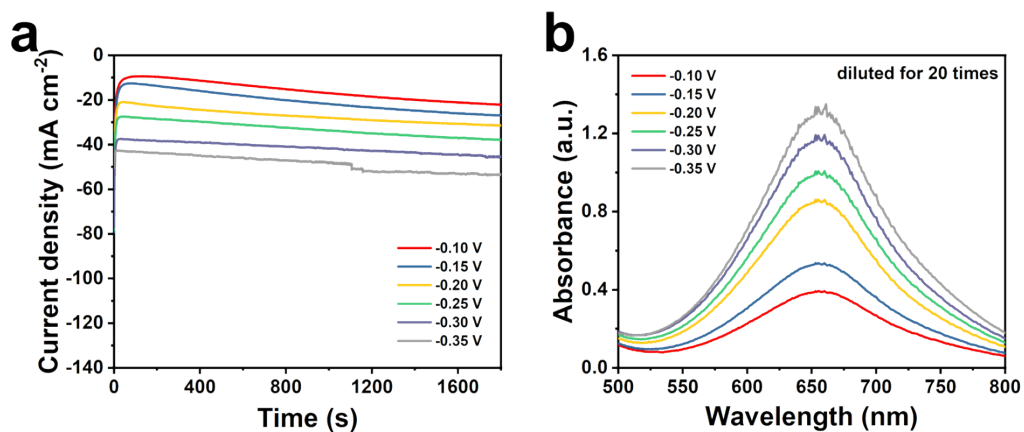 a
Current density (mA cm⁻²)
0
-20
-40
-60
-80
-100
-120
-140
0
400
800
1200
1600
Time (s)
-0.10 V
-0.15 V
-0.20 V
-0.25 V
-0.30 V
-0.35 V
b
Absorbance (a.u.)
1.6
1.2
0.8
0.4
0.0
500
550
600
650
700
750
800
Wavelength (nm)
-0.10 V
-0.15 V
-0.20 V
-0.25 V
-0.30 V
-0.35 V
diluted for 20 times